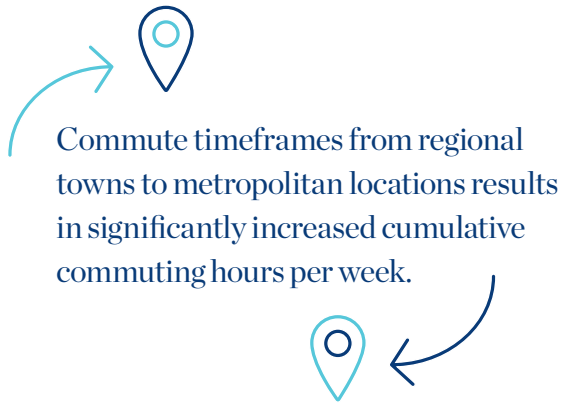 Commute timeframes from regional
towns to metropolitan locations results
in significantly increased cumulative
commuting hours per week.